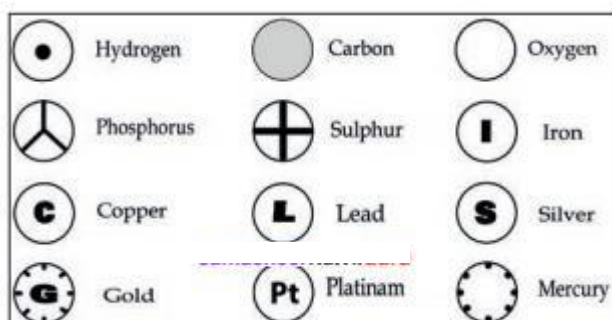 Hydrogen Carbon Oxygen
Phosphorus Sulphur I Iron
C Copper L Lead S Silver
G Gold Pt Platinam Mercury